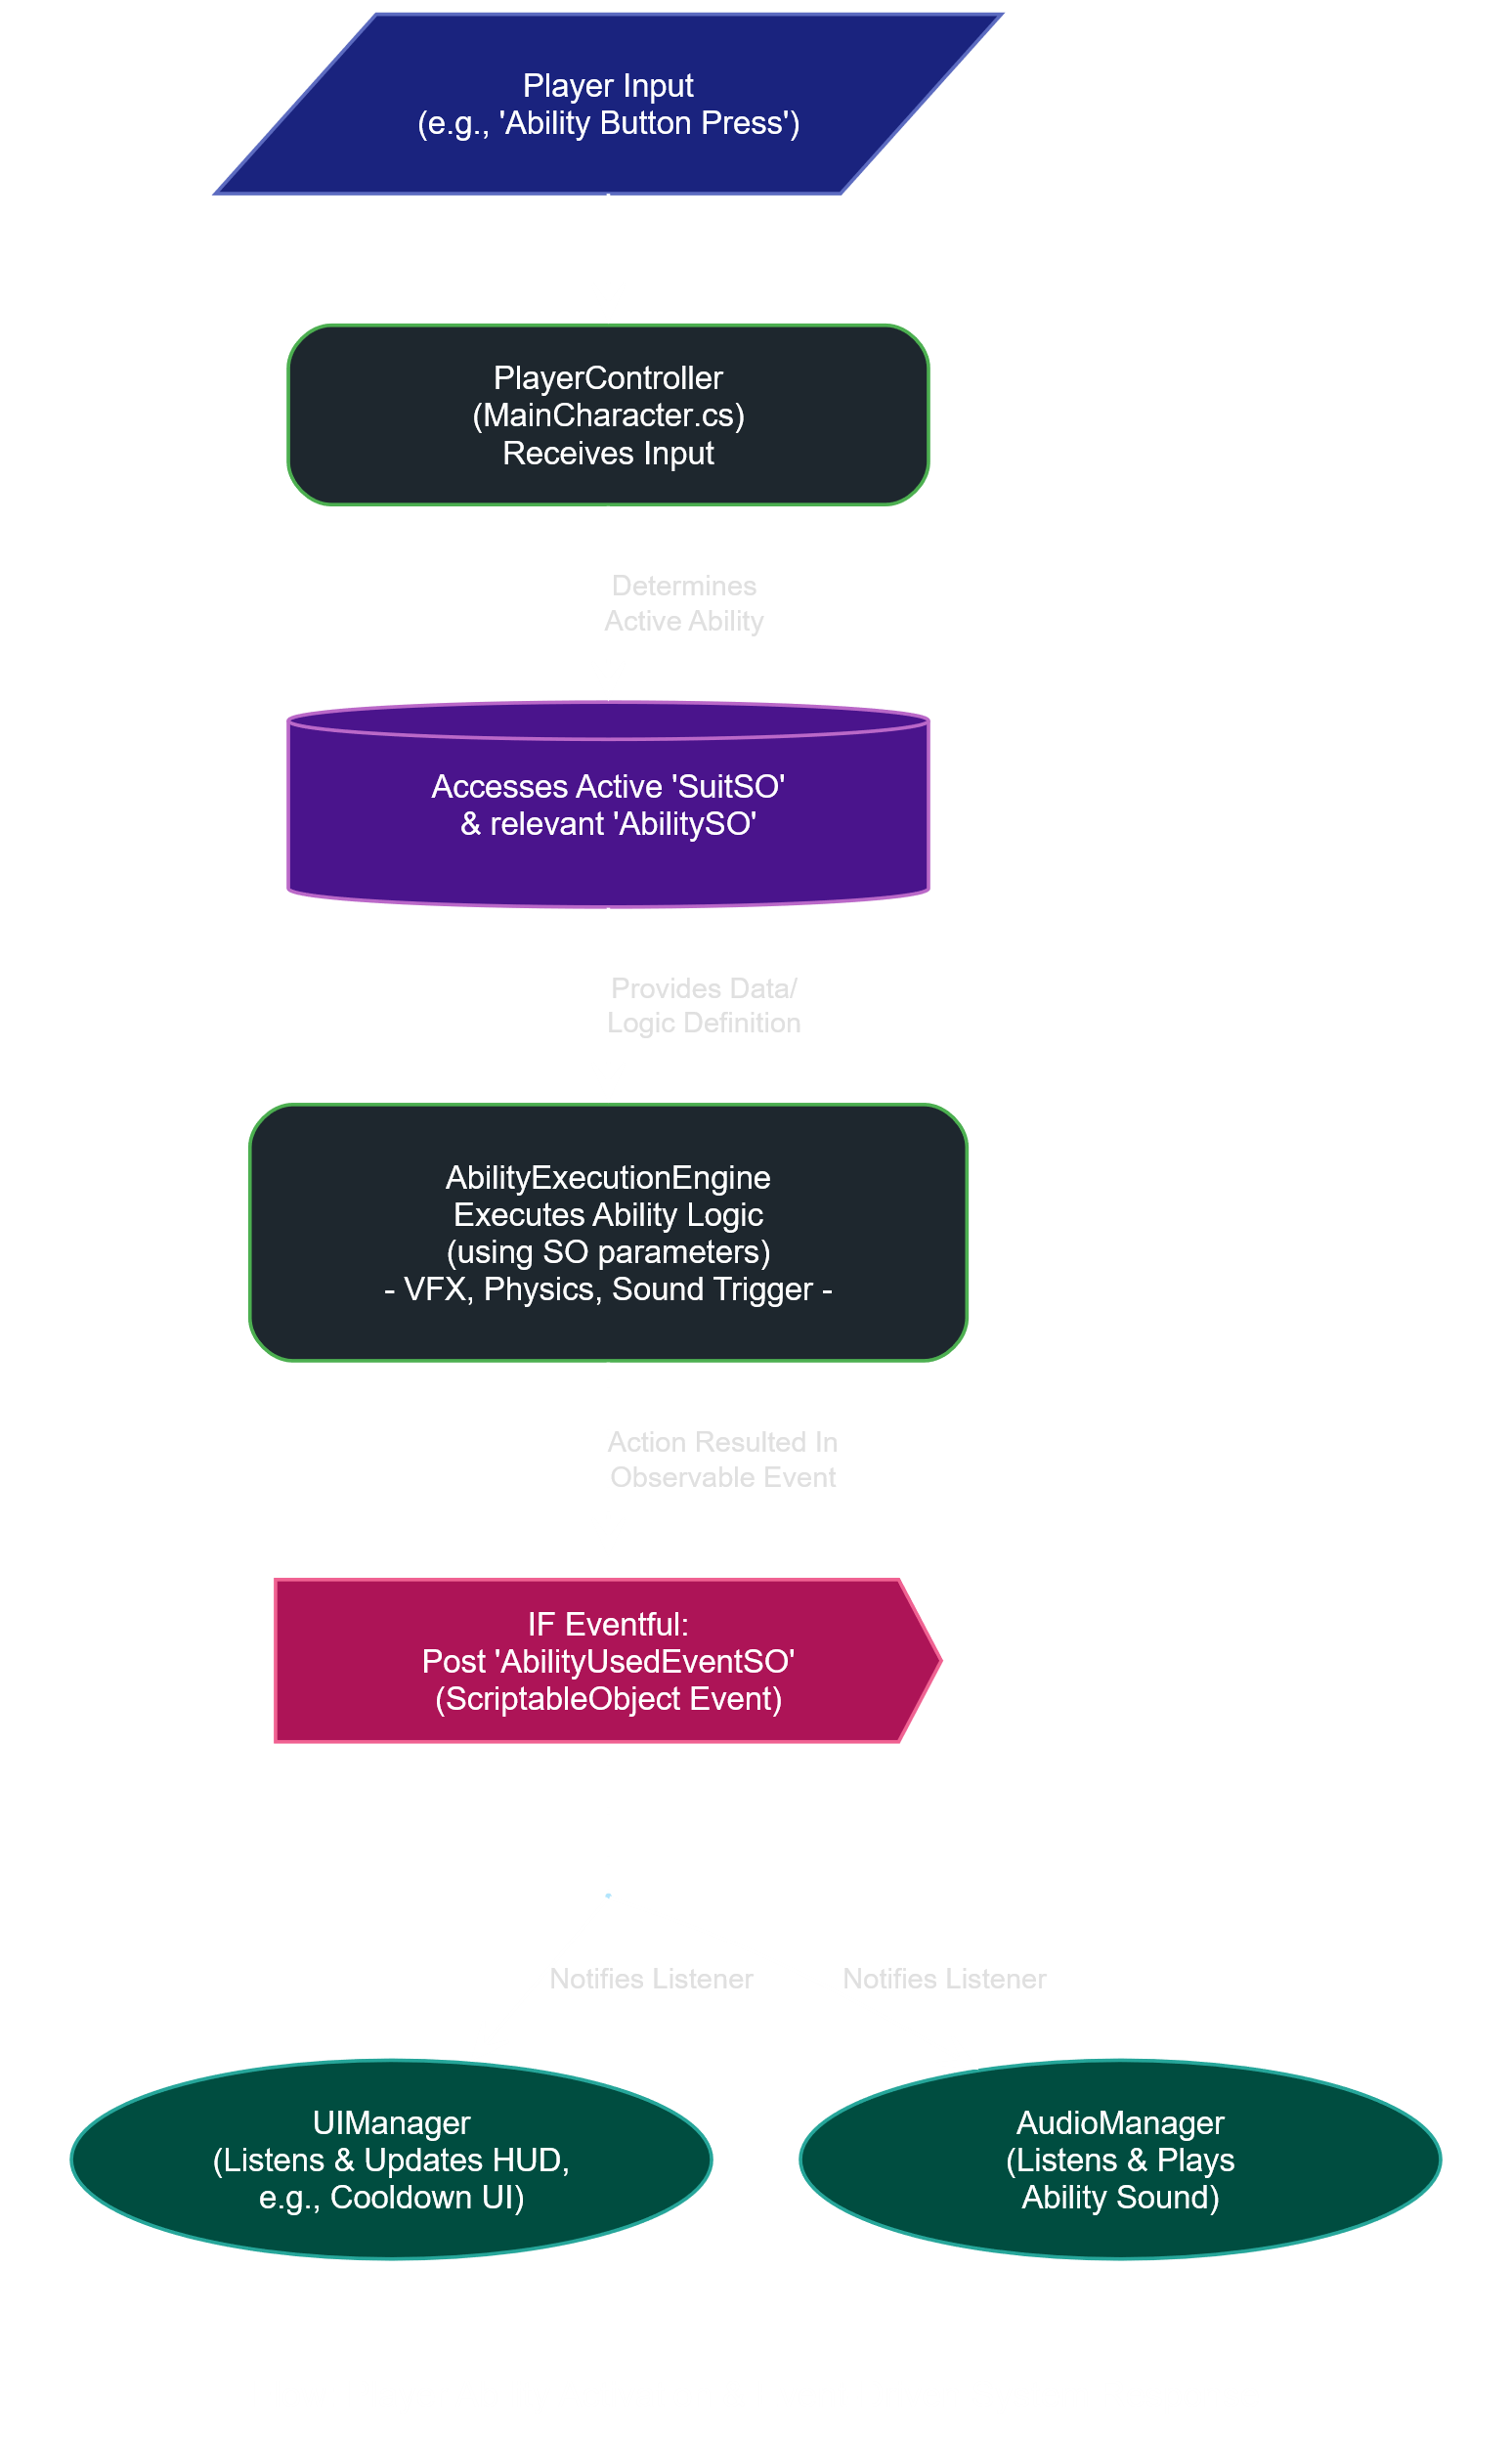 Player Input
(e.g., 'Ability Button Press')
PlayerController
(MainCharacter.cs)
Receives Input
Determines
Active Ability
Accesses Active 'SuitSO'
& relevant 'AbilitySO'
Provides Data/
Logic Definition
AbilityExecutionEngine
Executes Ability Logic
(using SO parameters)
- VFX, Physics, Sound Trigger -
Action Resulted In
Observable Event
IF Eventful:
Post 'AbilityUsedEventSO'
(ScriptableObject Event)
Notifies Listener
Notifies Listener
UIManager
(Listens & Updates HUD,
e.g., Cooldown UI)
AudioManager
(Listens & Plays
Ability Sound)